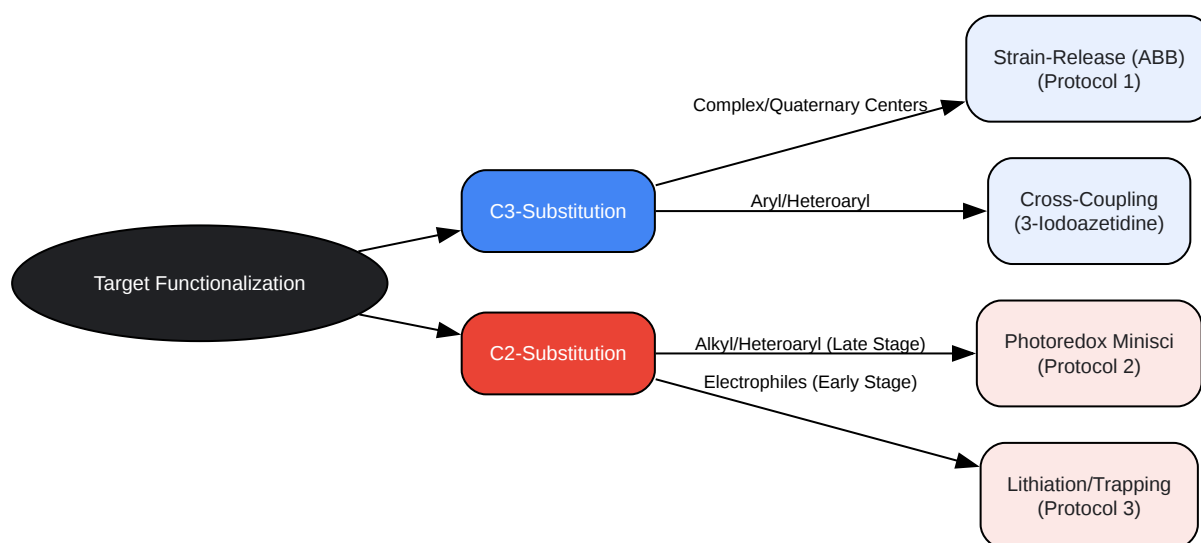 Strain-Release (ABB)
(Protocol 1)
Complex/Quaternary Centers
C3-Substitution
Aryl/Heteroaryl
Cross-Coupling
(3-Iodoazetidine)
Target Functionalization
C2-Substitution
Alkyl/Heteroaryl (Late Stage)
Photoredox Minisci
(Protocol 2)
Electrophiles (Early Stage)
Lithiation/Trapping
(Protocol 3)